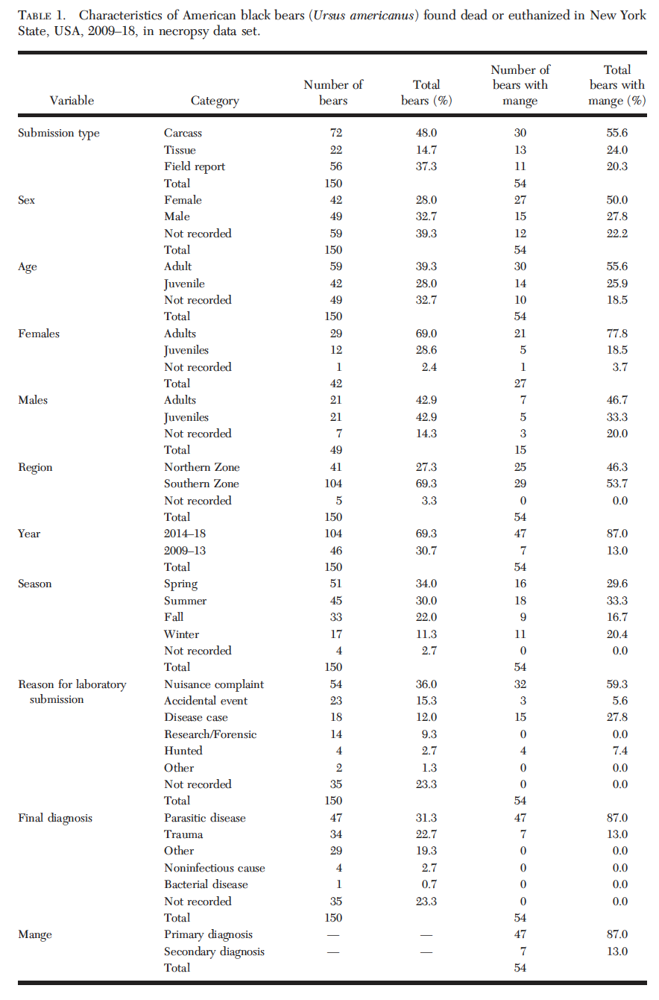 TABLE 1. Characteristics of American black bears (Ursus americanus) found dead or euthanized in New York
State, USA, 2009–18, in necropsy data set.
Variable Category Number of bears Total bears (%) Number of bears with mange Total bears with mange (%)
Submission type Carcass 72 48.0 30 55.6
Tissue 22 14.7 13 24.0
Field report 56 37.3 11 20.3
Total 150 54
Sex Female 42 28.0 27 50.0
Male 49 32.7 15 27.8
Not recorded 59 39.3 12 22.2
Total 150 54
Age Adult 59 39.3 30 55.6
Juvenile 42 28.0 14 25.9
Not recorded 49 32.7 10 18.5
Total 150 54
Females Adults 29 69.0 21 77.8
Juveniles 12 28.6 5 18.5
Not recorded 1 2.4 1 3.7
Total 42 27
Males Adults 21 42.9 7 46.7
Juveniles 21 42.9 5 33.3
Not recorded 7 14.3 3 20.0
Total 49 15
Region Northern Zone 41 27.3 25 46.3
Southern Zone 104 69.3 29 53.7
Not recorded 5 3.3 0 0.0
Total 150 54
Year 2014–18 104 69.3 47 87.0
2009–13 46 30.7 7 13.0
Total 150 54
Season Spring 51 34.0 16 29.6
Summer 45 30.0 18 33.3
Fall 33 22.0 9 16.7
Winter 17 11.3 11 20.4
Not recorded 4 2.7 0 0.0
Total 150 54
Reason for laboratory Nuisance complaint 54 36.0 32 59.3
submission Accidental event 23 15.3 3 5.6
Disease case 18 12.0 15 27.8
Research/Forensic 14 9.3 0 0.0
Hunted 4 2.7 4 7.4
Other 2 1.3 0 0.0
Not recorded 35 23.3 0 0.0
Total 150 54
Final diagnosis Parasitic disease 47 31.3 47 87.0
Trauma 34 22.7 7 13.0
Other 29 19.3 0 0.0
Noninfectious cause 4 2.7 0 0.0
Bacterial disease 1 0.7 0 0.0
Not recorded 35 23.3 0 0.0
Total 150 54
Mange Primary diagnosis — — 47 87.0
Secondary diagnosis — — 7 13.0
Total 54